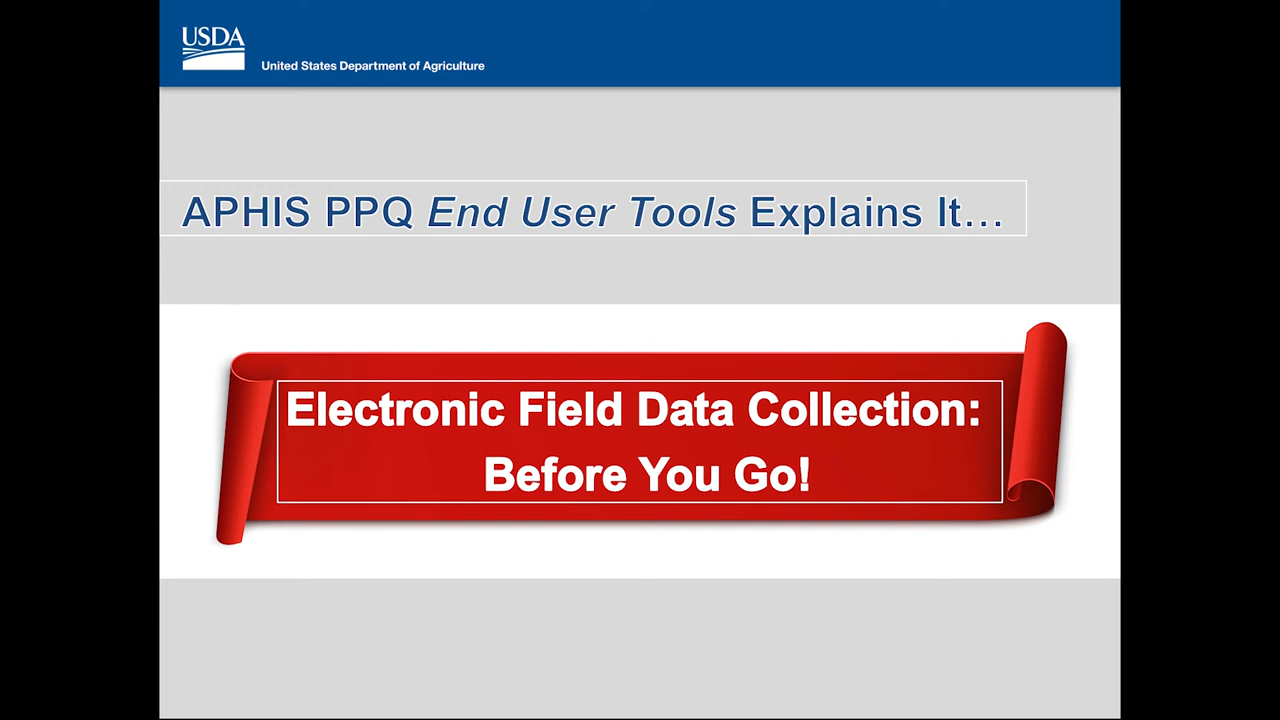 USDA
United States Department of Agriculture
APHIS PPQ End User Tools Explains It...
Electronic Field Data Collection:
Before You Go!